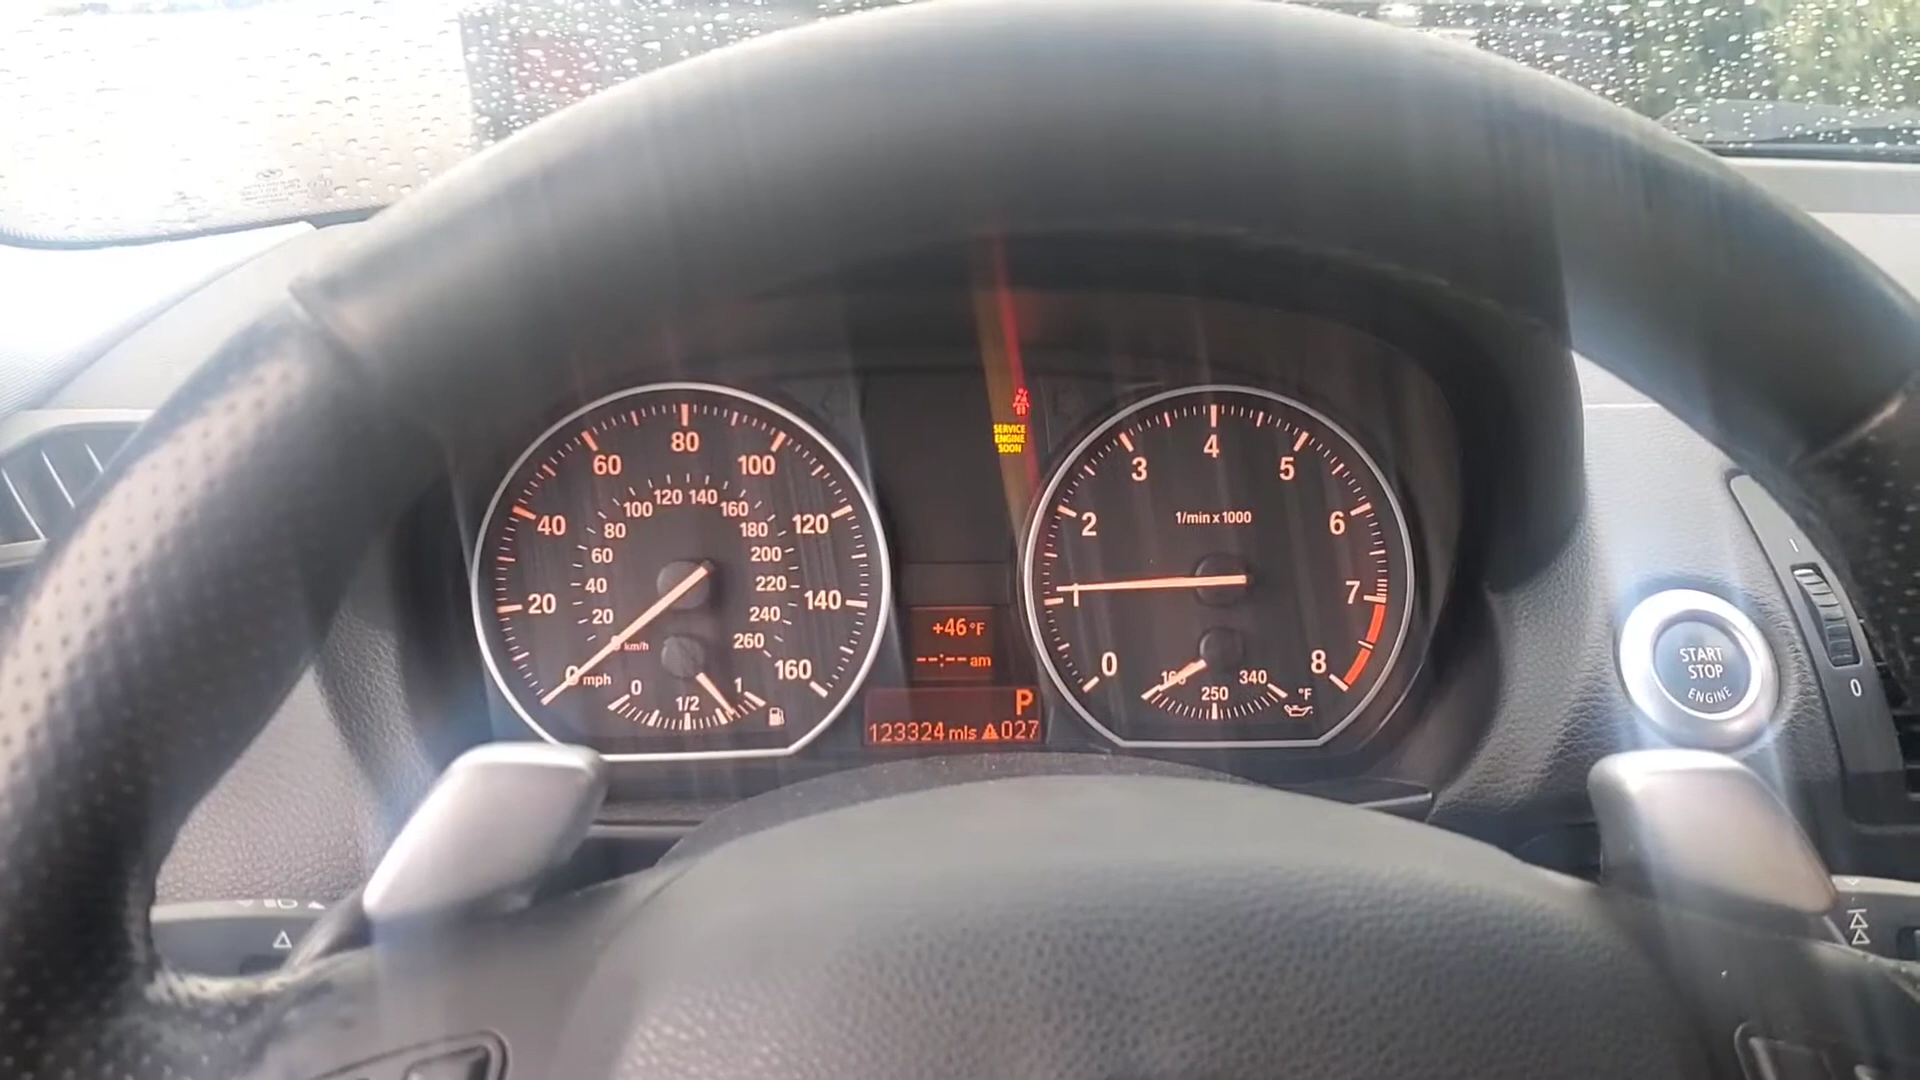 SERVICE
ENGINE
SOON
20
40
60
80
100
120
140
160
20
40
60
80
100
120
140
160
180
200
220
240
260
km/h
0 mph
0
1/2
1
+46°F
--:-- am
P
123324 mls 027
0
1
2
3
4
5
6
7
8
1/min x 1000
250
340
°F
START
STOP
ENGINE
I
0